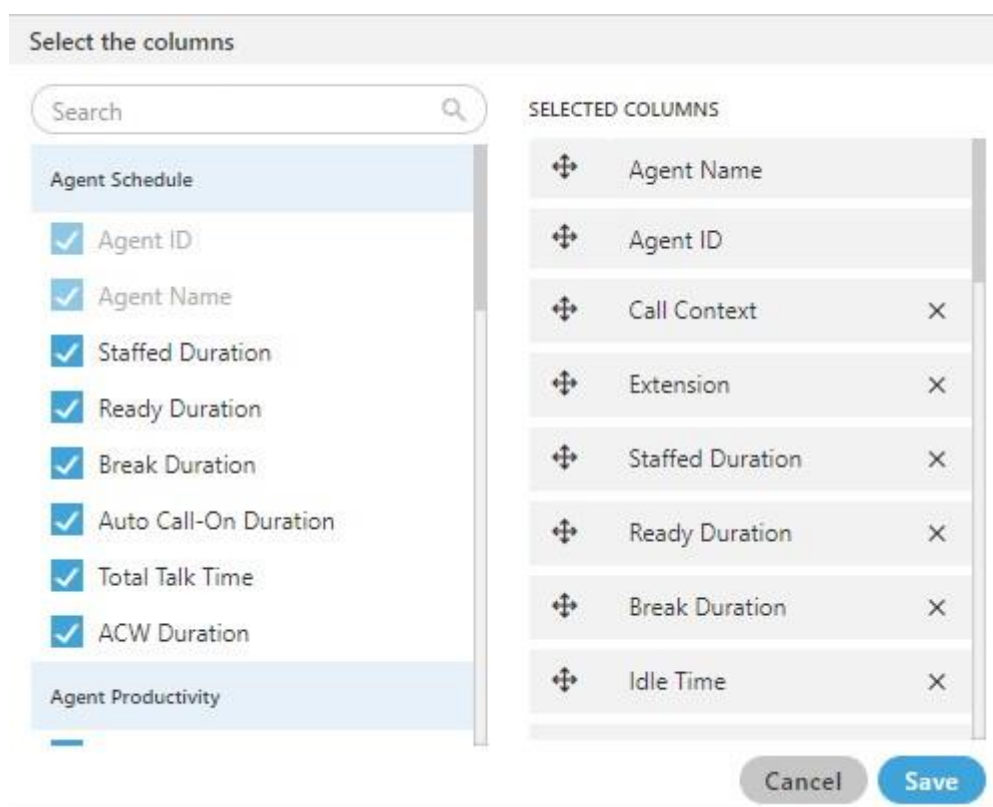 Select the columns
Search
Agent Schedule
Agent ID
Agent Name
Staffed Duration
Ready Duration
Break Duration
Auto Call-On Duration
Total Talk Time
ACW Duration
Agent Productivity
SELECTED COLUMNS
Agent Name
Agent ID
Call Context
Extension
Staffed Duration
Ready Duration
Break Duration
Idle Time
Cancel
Save